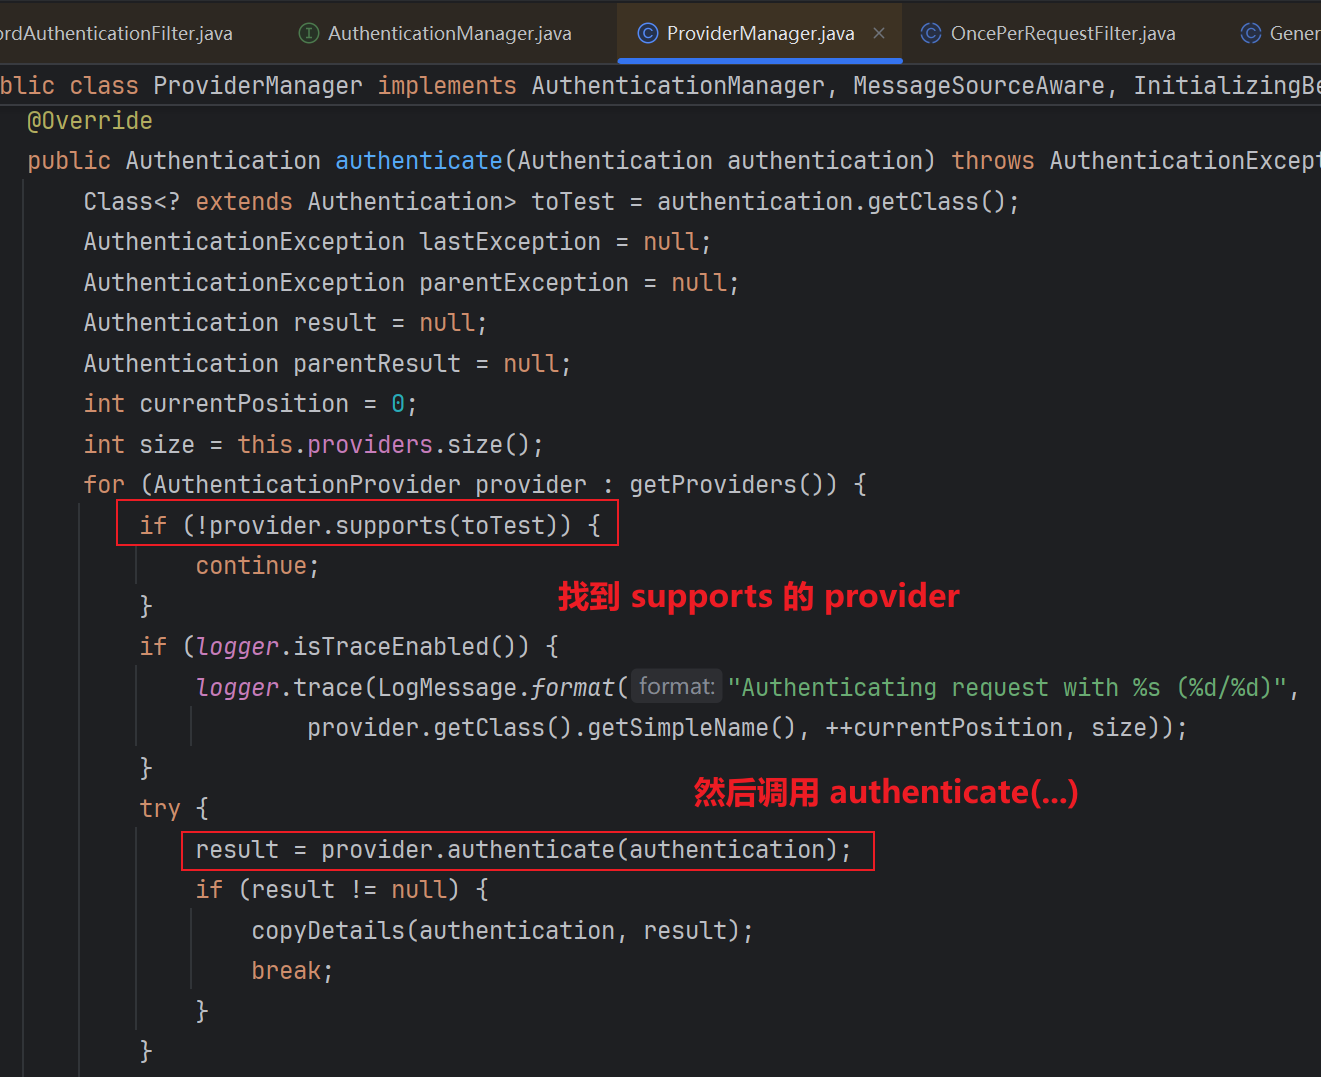 ordAuthenticationFilter.java AuthenticationManager.java ProviderManager.java OncePerRequestFilter.java Gener
blic class ProviderManager implements AuthenticationManager, MessageSourceAware, InitializingBe
@Override
public Authentication authenticate(Authentication authentication) throws AuthenticationExcept
Class<? extends Authentication> toTest = authentication.getClass();
AuthenticationException lastException = null;
AuthenticationException parentException = null;
Authentication result = null;
Authentication parentResult = null;
int currentPosition = 0;
int size = this.providers.size();
for (AuthenticationProvider provider : getProviders()) {
if (!provider.supports(toTest)) {
continue;
找到 supports 的 provider
}
if (logger.isTraceEnabled()) {
logger.trace(LogMessage.format( format: "Authenticating request with %s (%d/%d)",
provider.getClass().getSimpleName(), ++currentPosition, size));
}
然后调用 authenticate(...)
try {
result = provider.authenticate(authentication);
if (result != null) {
copyDetails(authentication, result);
break;
}
}